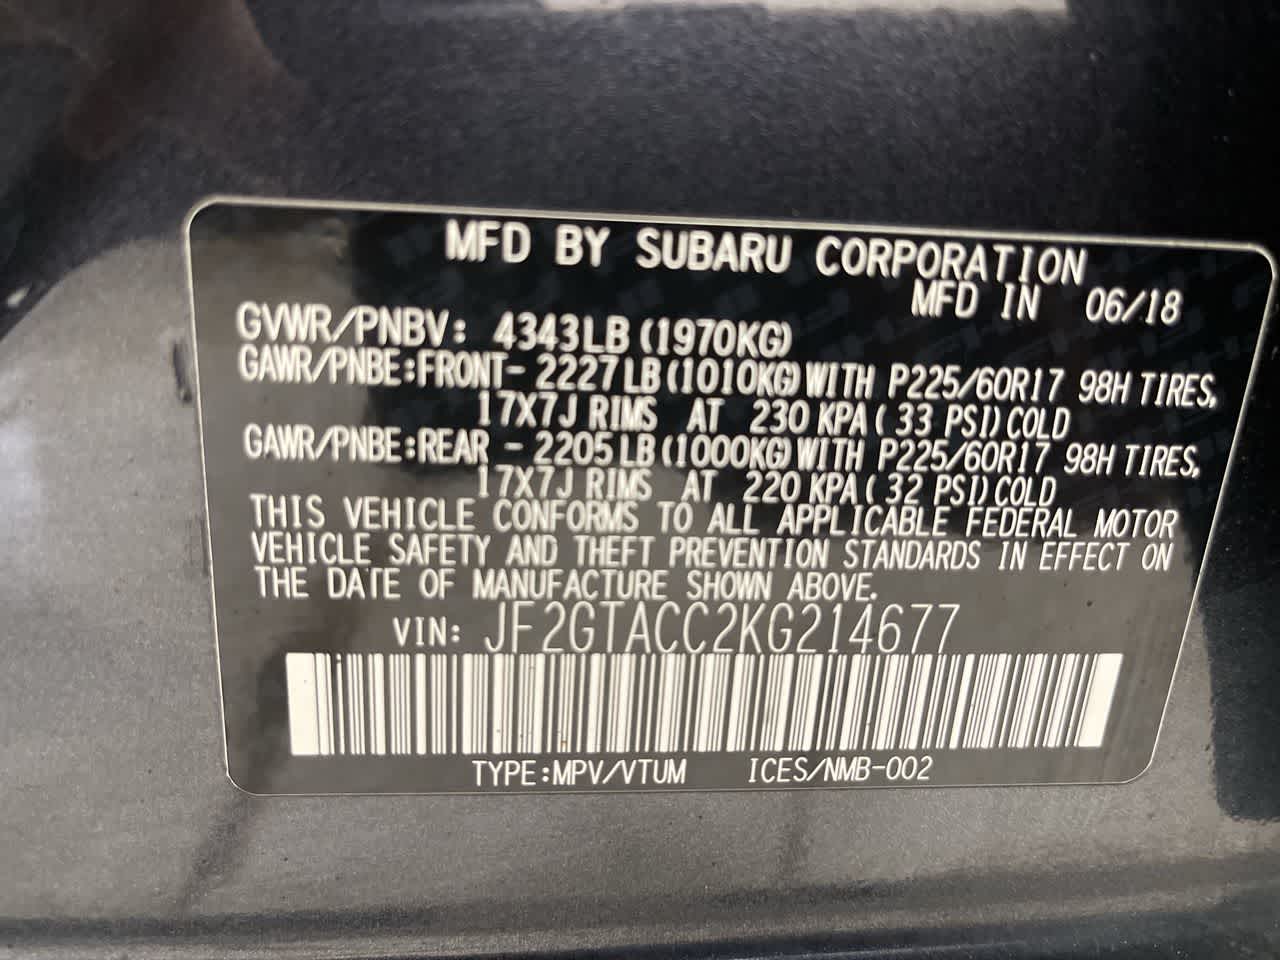 MFD BY SUBARU CORPORATION
MFD IN 06/18
GVWR/PNBV: 4343LB (1970KG)
GAWR/PNBE:FRONT- 2227LB(1010KG)WITH P225/60R17 98H TIRES,
17X7J RIMS AT 230 KPA( 33 PSI)COLD
GAWR/PNBE:REAR - 2205LB(1000KG)WITH P225/60R17 98H TIRES,
17X7J RIMS AT 220 KPA( 32 PSI)COLD
THIS VEHICLE CONFORMS TO ALL APPLICABLE FEDERAL MOTOR
VEHICLE SAFETY AND THEFT PREVENTION STANDARDS IN EFFECT ON
THE DATE OF MANUFACTURE SHOWN ABOVE.
VIN: JF2GTACC2KG214677
TYPE:MPV/VTUM ICES/NMB-002